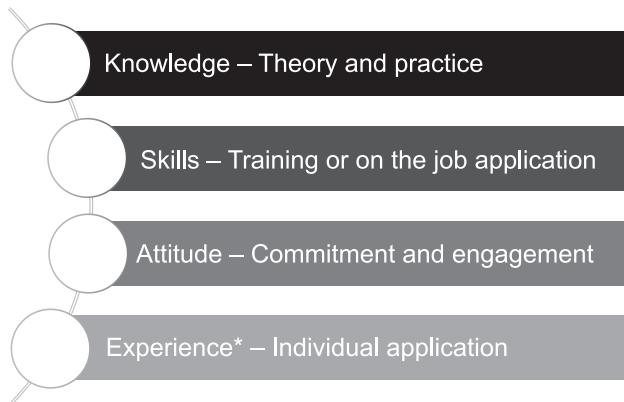 Knowledge – Theory and practice
Skills – Training or on the job application
Attitude – Commitment and engagement
Experience* – Individual application